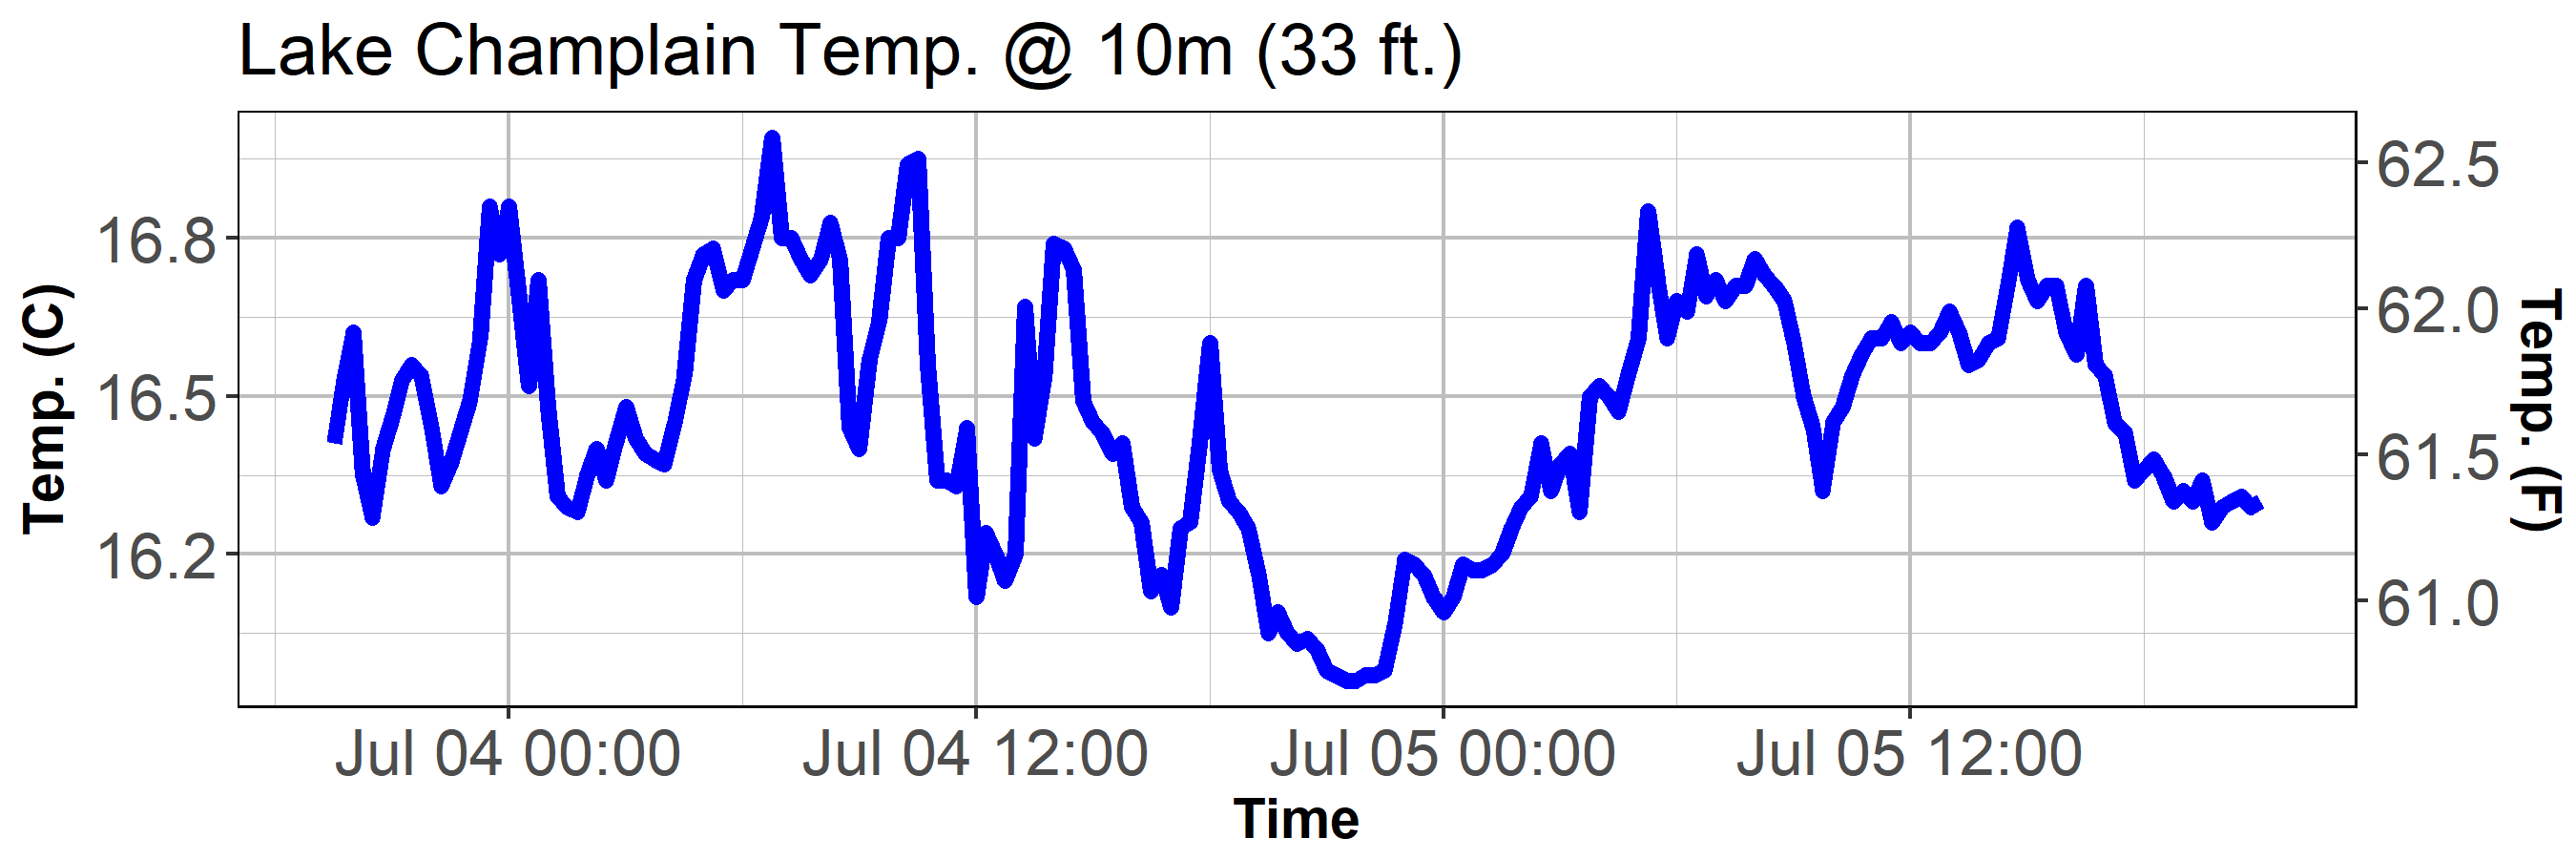 Lake Champlain Temp. @ 10m (33 ft.)
Temp. (C)
16.8
16.5
16.2
62.5
62.0
61.5
61.0
Temp. (F)
Jul 04 00:00 Jul 04 12:00 Jul 05 00:00 Jul 05 12:00
Time